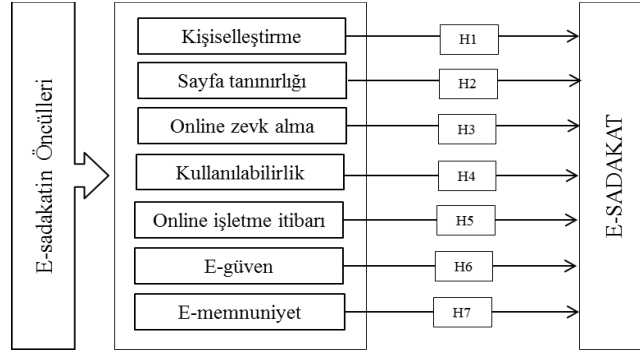 E-sadakatin Öncülleri
Kişiselleştirme
H1
Sayfa tanınırlığı
H2
Online zevk alma
H3
Kullanılabilirlik
H4
Online işletme itibarı
H5
E-güven
H6
E-memnuniyet
H7
E-SADAKAT